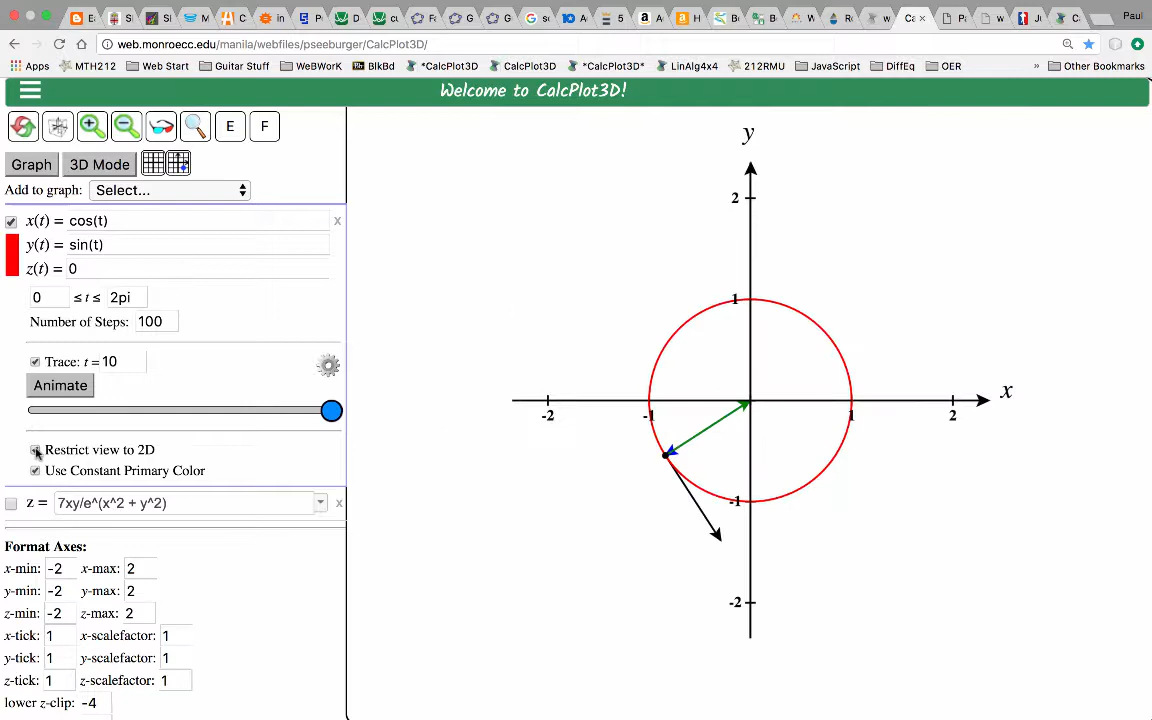 Paul
web.monroecc.edu/manila/webfiles/pseeburger/CalcPlot3D/
Apps MTH212 Web Start Guitar Stuff WeBWorK BlkBd *CalcPlot3D CalcPlot3D *CalcPlot3D* LinAlg4x4 212RMU JavaScript DiffEq OER » Other Bookmarks
Welcome to CalcPlot3D!
E F
Graph 3D Mode
Add to graph: Select...
x(t) = cos(t) x
y(t) = sin(t)
z(t) = 0
0 ≤ t ≤ 2pi
Number of Steps: 100
Trace: t = 10
Animate
Restrict view to 2D
Use Constant Primary Color
z = 7xy/e^(x^2 + y^2) x
Format Axes:
x-min: -2 x-max: 2
y-min: -2 y-max: 2
z-min: -2 z-max: 2
x-tick: 1 x-scalefactor: 1
y-tick: 1 y-scalefactor: 1
z-tick: 1 z-scalefactor: 1
lower z-clip: -4
y
2
1
x
-2 -1 1 2
-1
-2